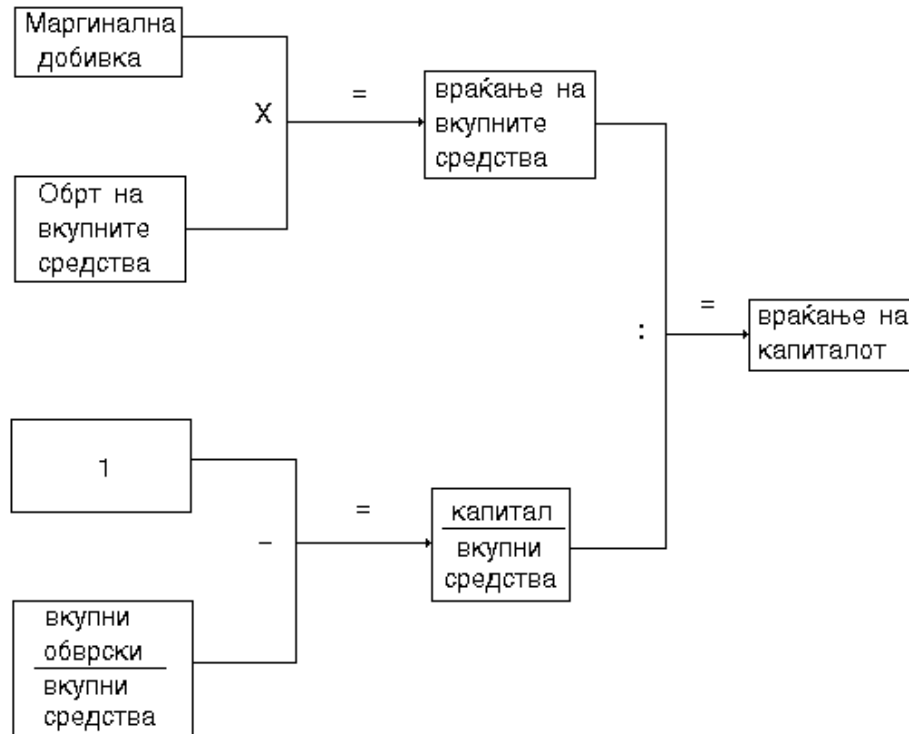 Маргинална
добивка
X
=
враќање на
вкупните
средства
Обрт на
вкупните
средства
:
=
враќање на
капиталот
1
–
=
капитал
вкупни
средства
вкупни
обврски
вкупни
средства